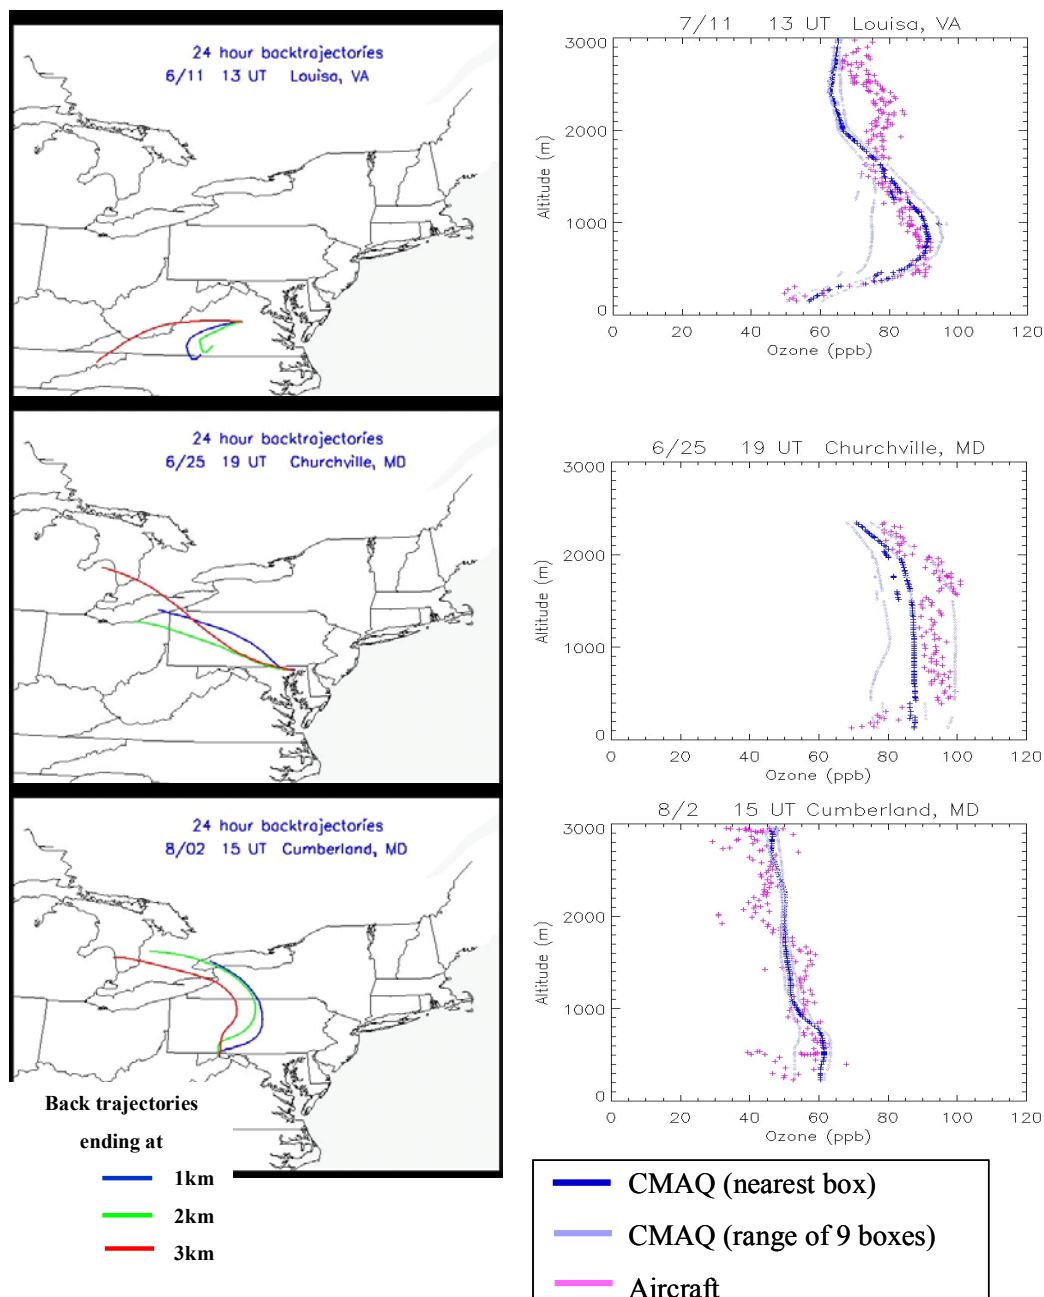 24 hour backtrajectories
6/11 13 UT Louisa, VA
7/11 13 UT Louisa, VA
3000
2000
1000
0
Altitude (m)
0 20 40 60 80 100 120
Ozone (ppb)
24 hour backtrajectories
6/25 19 UT Churchville, MD
6/25 19 UT Churchville, MD
3000
2000
1000
0
Altitude (m)
0 20 40 60 80 100 120
Ozone (ppb)
24 hour backtrajectories
8/02 15 UT Cumberland, MD
8/2 15 UT Cumberland, MD
3000
2000
1000
0
Altitude (m)
0 20 40 60 80 100 120
Ozone (ppb)
Back trajectories
ending at
1km
2km
3km
CMAQ (nearest box)
CMAQ (range of 9 boxes)
Aircraft